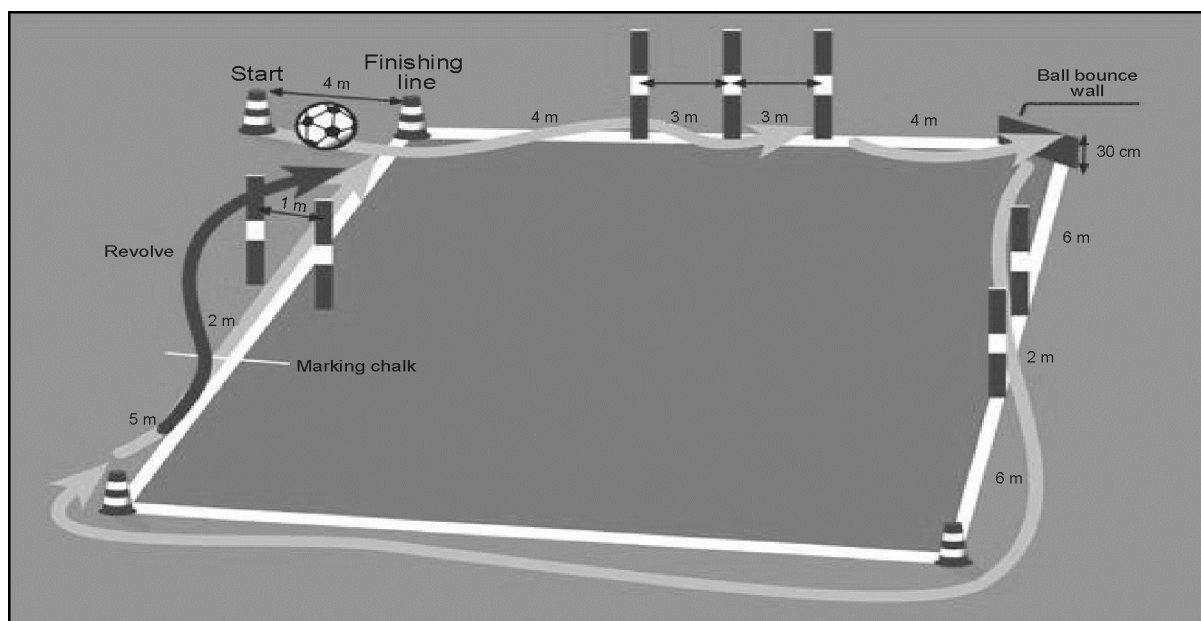 Start
4 m
Finishing
line
4 m
3 m
3 m
4 m
Ball bounce
wall
30 cm
1 m
Revolve
6 m
2 m
Marking chalk
2 m
5 m
6 m